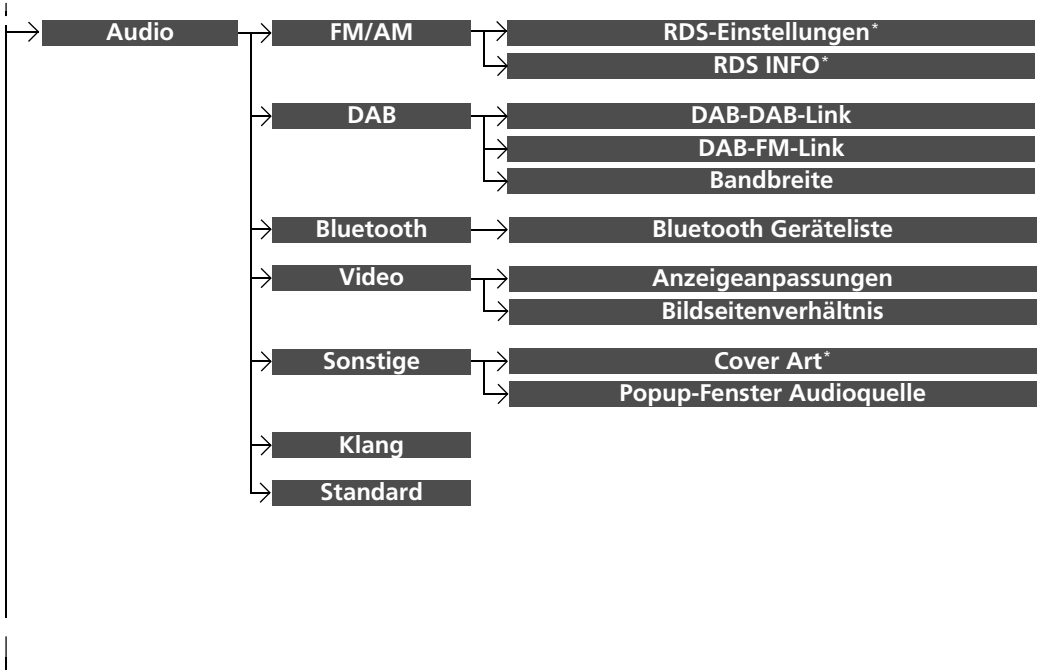 Audio
FM/AM
RDS-Einstellungen*
RDS INFO*
DAB
DAB-DAB-Link
DAB-FM-Link
Bandbreite
Bluetooth
Bluetooth Geräteliste
Video
Anzeigeanpassungen
Bildseitenverhältnis
Sonstige
Cover Art*
Popup-Fenster Audioquelle
Klang
Standard